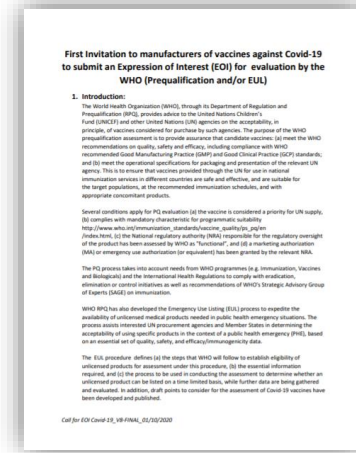 First Invitation to manufacturers of vaccines against Covid-19
to submit an Expression of Interest (EOI) for evaluation by the
WHO (Prequalification and/or EUL)
1. Introduction:
The World Health Organization (WHO), through its Department of Regulation and
Prequalification (RPQ), provides advice to the United Nations Children's
Fund (UNICEF) and other United Nations (UN) agencies on the acceptability, in
principle, of vaccines considered for purchase by such agencies. The purpose of the WHO
prequalification assessment is to provide assurance that candidate vaccines: (a) meet the WHO
recommendations on quality, safety and efficacy, including compliance with WHO
recommended Good Manufacturing Practice (GMP) and Good Clinical Practice (GCP) standards;
and (b) meet the operational specifications for packaging and presentation of the relevant UN
agency. This is to ensure that vaccines provided through the UN for use in national
immunization services in different countries are safe and effective, and are suitable for
the target populations, at the recommended immunization schedules, and with
appropriate concomitant products.
Several conditions apply for PQ evaluation (a) the vaccine is considered a priority for UN supply,
(b) complies with mandatory characteristic for programmatic suitability
http://www.who.int/immunization_standards/vaccine_quality/ps_pq/en
/index.html, (c) the National regulatory authority (NRA) responsible for the regulatory oversight
of the product has been assessed by WHO as "functional", and (d) a marketing authorization
(MA) or emergency use authorization (or equivalent) has been granted by the relevant NRA.
The PQ process takes into account needs from WHO programmes (e.g. Immunization, Vaccines
and Biologicals) and the International Health Regulations to comply with eradication,
elimination or control initiatives as well as recommendations of WHO's Strategic Advisory Group
of Experts (SAGE) on immunization.
WHO RPQ has also developed the Emergency Use Listing (EUL) process to expedite the
availability of unlicensed medical products needed in public health emergency situations. The
process assists interested UN procurement agencies and Member States in determining the
acceptability of using specific products in the context of a public health emergency (PHE), based
on an essential set of quality, safety, and efficacy/immunogenicity data.
The EUL procedure defines (a) the steps that WHO will follow to establish eligibility of
unlicensed products for assessment under this procedure, (b) the essential information
required, and (c) the process to be used in conducting the assessment to determine whether an
unlicensed product can be listed on a time limited basis, while further data are being gathered
and evaluated. In addition, draft points to consider for the assessment of Covid-19 vaccines have
been developed and published.
Call for EOI Covid-19_V8-FINAL_01/10/2020